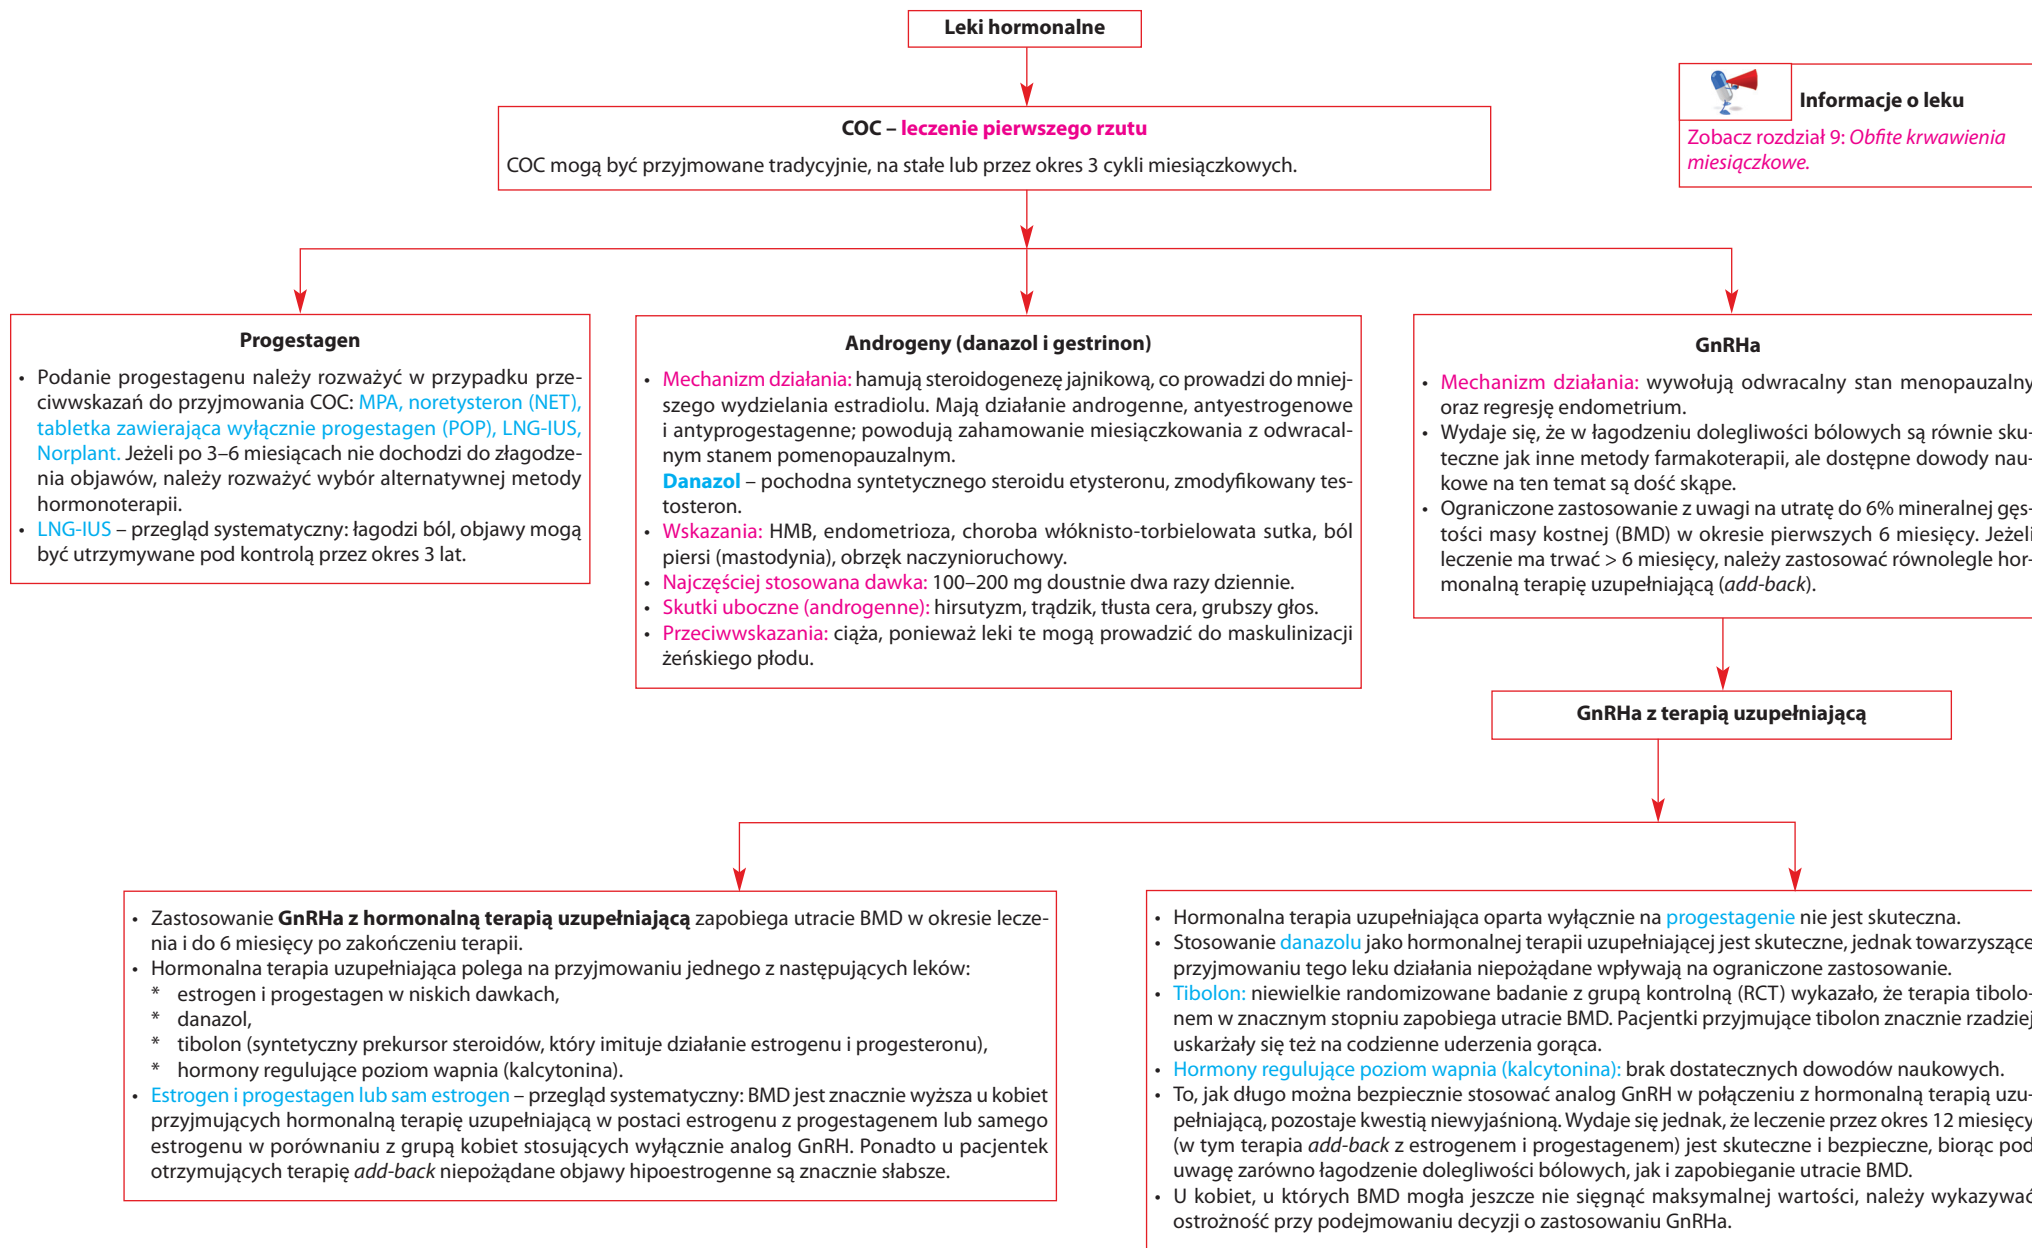 Leki hormonalne
COC – leczenie pierwszego rzutu
COC mogą być przyjmowane tradycyjnie, na stałe lub przez okres 3 cykli miesiączkowych.
Informacje o leku
Zobacz rozdział 9: Obfite krwawienia
miesiączkowe.
Progestagen
• Podanie progestagenu należy rozważyć w przypadku prze-
ciwwskazań do przyjmowania COC: MPA, noretysteron (NET),
tabletka zawierająca wyłącznie progestagen (POP), LNG-IUS,
Norplant. Jeżeli po 3–6 miesiącach nie dochodzi do złagodze-
nia objawów, należy rozważyć wybór alternatywnej metody
hormonoterapii.
• LNG-IUS – przegląd systematyczny: łagodzi ból, objawy mogą
być utrzymywane pod kontrolą przez okres 3 lat.
Androgeny (danazol i gestrinon)
• Mechanizm działania: hamują steroidogenezę jajnikową, co prowadzi do mniej-
szego wydzielania estradiolu. Mają działanie androgenne, antyestrogenowe
i antyprogestagenne; powodują zahamowanie miesiączkowania z odwracal-
nym stanem pomenopauzalnym.
Danazol – pochodna syntetycznego steroidu etysteronu, zmodyfikowany tes-
tosteron.
• Wskazania: HMB, endometrioza, choroba włóknisto-torbielowata sutka, ból
piersi (mastodynia), obrzęk naczynioruchowy.
• Najczęściej stosowana dawka: 100–200 mg doustnie dwa razy dziennie.
• Skutki uboczne (androgenne): hirsutyzm, trądzik, tłusta cera, grubszy głos.
• Przeciwwskazania: ciąża, ponieważ leki te mogą prowadzić do maskulinizacji
żeńskiego płodu.
GnRHa
• Mechanizm działania: wywołują odwracalny stan menopauzalny
oraz regresję endometrium.
• Wydaje się, że w łagodzeniu dolegliwości bólowych są równie sku-
teczne jak inne metody farmakoterapii, ale dostępne dowody nau-
kowe na ten temat są dość skąpe.
• Ograniczone zastosowanie z uwagi na utratę do 6% mineralnej gęs-
tości masy kostnej (BMD) w okresie pierwszych 6 miesięcy. Jeżeli
leczenie ma trwać > 6 miesięcy, należy zastosować równolegle hor-
monalną terapię uzupełniającą (add-back).
GnRHa z terapią uzupełniającą
• Zastosowanie GnRHa z hormonalną terapią uzupełniającą zapobiega utracie BMD w okresie lecze-
nia i do 6 miesięcy po zakończeniu terapii.
• Hormonalna terapia uzupełniająca polega na przyjmowaniu jednego z następujących leków:
* estrogen i progestagen w niskich dawkach,
* danazol,
* tibolon (syntetyczny prekursor steroidów, który imituje działanie estrogenu i progesteronu),
* hormony regulujące poziom wapnia (kalcytonina).
• Estrogen i progestagen lub sam estrogen – przegląd systematyczny: BMD jest znacznie wyższa u kobiet
przyjmujących hormonalną terapię uzupełniającą w postaci estrogenu z progestagenem lub samego
estrogenu w porównaniu z grupą kobiet stosujących wyłącznie analog GnRH. Ponadto u pacjentek
otrzymujących terapię add-back niepożądane objawy hipoestrogenne są znacznie słabsze.
• Hormonalna terapia uzupełniająca oparta wyłącznie na progestagenie nie jest skuteczna.
• Stosowanie danazolu jako hormonalnej terapii uzupełniającej jest skuteczne, jednak towarzyszące
przyjmowaniu tego leku działania niepożądane wpływają na ograniczone zastosowanie.
• Tibolon: niewielkie randomizowane badanie z grupą kontrolną (RCT) wykazało, że terapia tibolo-
nem w znacznym stopniu zapobiega utracie BMD. Pacjentki przyjmujące tibolon znacznie rzadziej
uskarżały się też na codzienne uderzenia gorąca.
• Hormony regulujące poziom wapnia (kalcytonina): brak dostatecznych dowodów naukowych.
• To, jak długo można bezpiecznie stosować analog GnRH w połączeniu z hormonalną terapią uzu-
pełniającą, pozostaje kwestią niewyjaśnioną. Wydaje się jednak, że leczenie przez okres 12 miesięcy
(w tym terapia add-back z estrogenem i progestagenem) jest skuteczne i bezpieczne, biorąc pod
uwagę zarówno łagodzenie dolegliwości bólowych, jak i zapobieganie utracie BMD.
• U kobiet, u których BMD mogła jeszcze nie sięgnąć maksymalnej wartości, należy wykazywać
ostrożność przy podejmowaniu decyzji o zastosowaniu GnRHa.